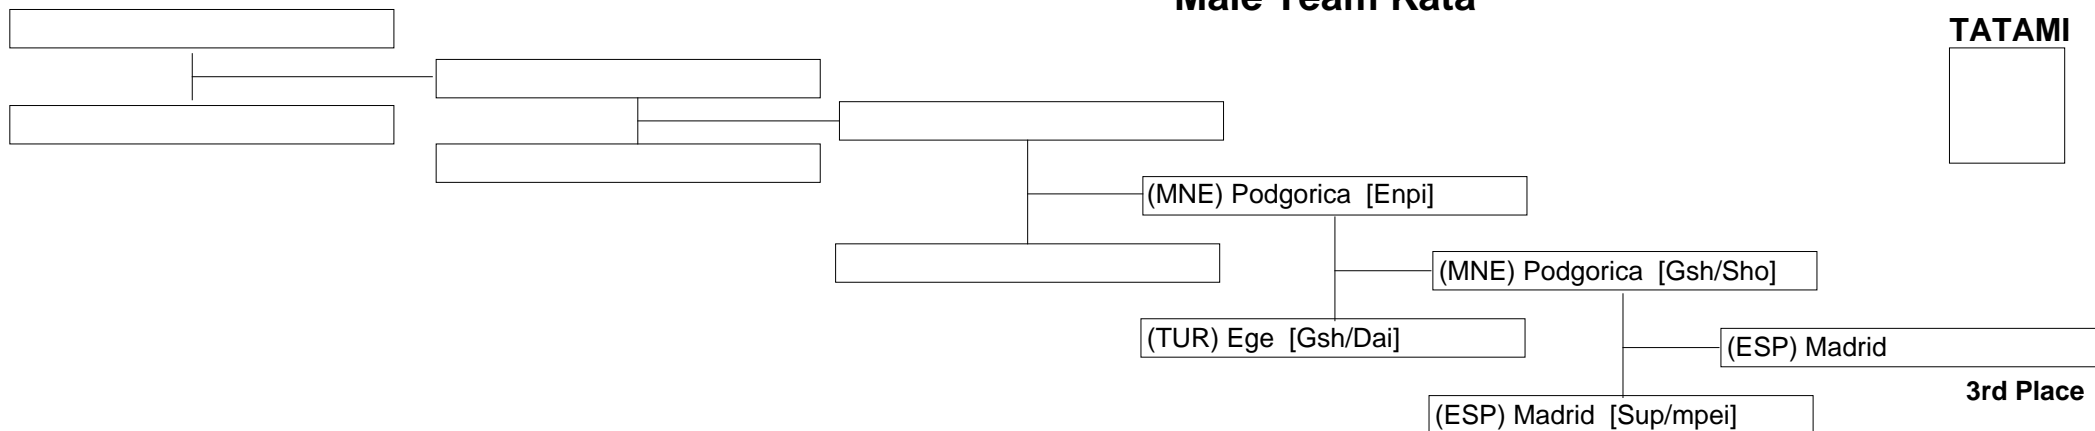 Male Team Kata
TATAMI
(MNE) Podgorica [Enpi]
(MNE) Podgorica [Gsh/Sho]
(TUR) Ege [Gsh/Dai]
(ESP) Madrid
3rd Place
(ESP) Madrid [Sup/mpei]